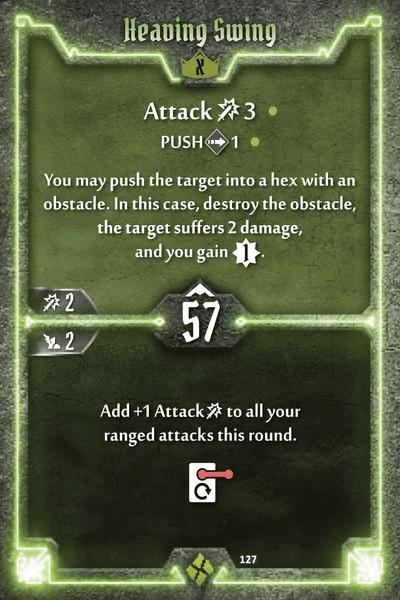 Heaving Swing
X
Attack 3
PUSH 1
You may push the target into a hex with an
obstacle. In this case, destroy the obstacle,
the target suffers 2 damage,
and you gain 1.
2
57
2
Add +1 Attack to all your
ranged attacks this round.
127